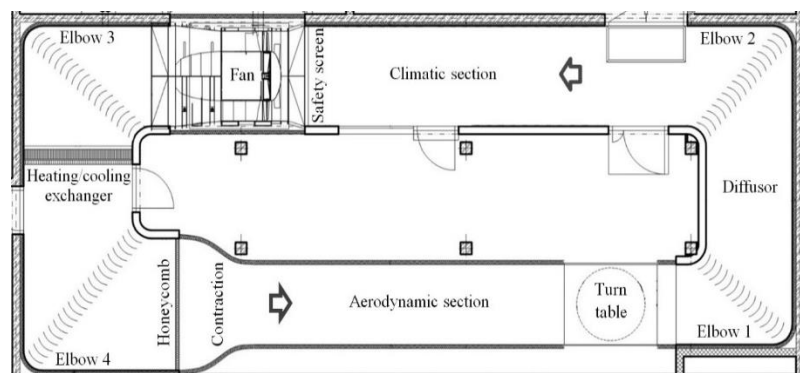 Elbow 3
Fan
Safety screen
Climatic section
Elbow 2
Heating/cooling
exchanger
Diffusor
Honeycomb
Contraction
Aerodynamic section
Turn
table
Elbow 4
Elbow 1